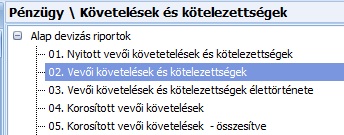 Pénzügy \ Követelések és kötelezettségek
Alap devizás riportok
01. Nyitott vevői követetelések és kötelezettségek
02. Vevői követelések és kötelezettségek
03. Vevői követelések és kötelezettségek élettörténete
04. Korosított vevői követelések
05. Korosított vevői követelések - összesítve